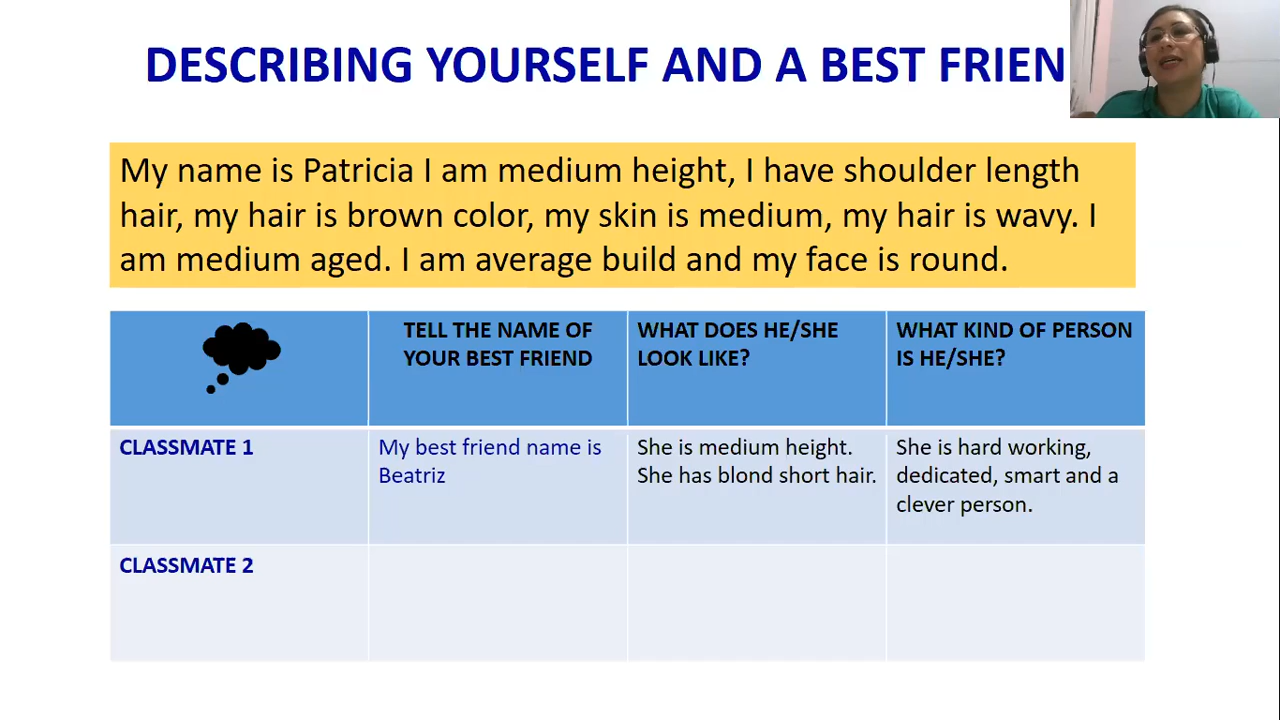 DESCRIBING YOURSELF AND A BEST FRIEN
My name is Patricia I am medium height, I have shoulder length
hair, my hair is brown color, my skin is medium, my hair is wavy. I
am medium aged. I am average build and my face is round.
TELL THE NAME OF
YOUR BEST FRIEND
WHAT DOES HE/SHE
LOOK LIKE?
WHAT KIND OF PERSON
IS HE/SHE?
CLASSMATE 1
My best friend name is
Beatriz
She is medium height.
She has blond short hair.
She is hard working,
dedicated, smart and a
clever person.
CLASSMATE 2